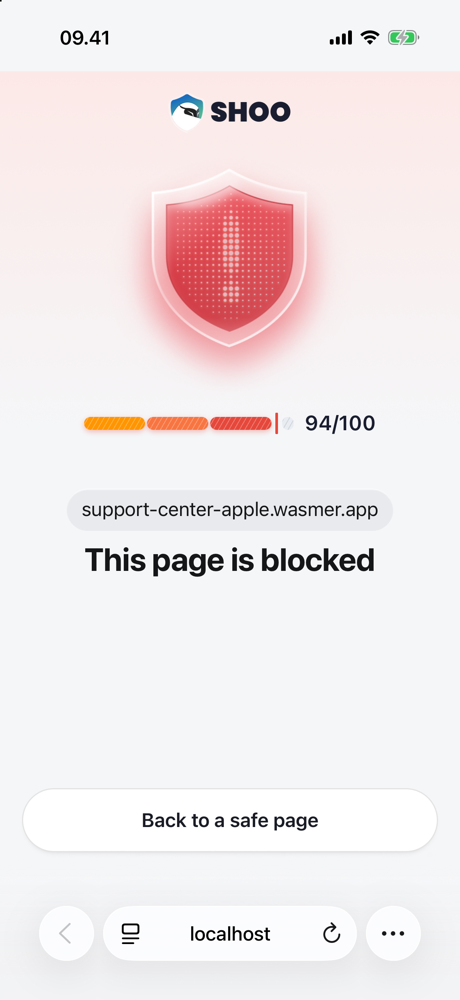 09.41
SHOO
94/100
support-center-apple.wasmer.app
This page is blocked
Back to a safe page
localhost